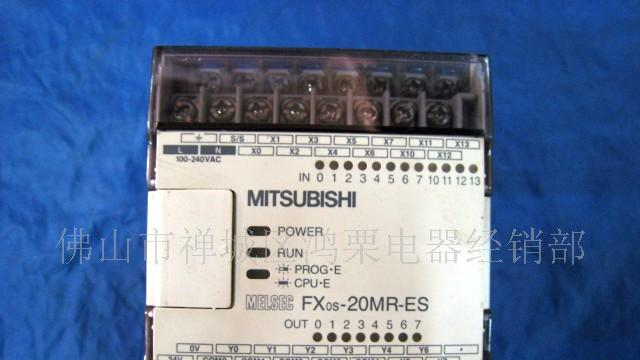 ⏚ S/S X1 X3 X5 X7 X11 X13
L N X0 X2 X4 X6 X10 X12
100-240VAC
IN 0 1 2 3 4 5 6 7 10 11 12 13
MITSUBISHI
POWER
RUN
PROG·E
CPU·E
佛山市禅城区鸿栗电器经销部
MELSEC FX0S-20MR-ES
OUT 0 1 2 3 4 5 6 7
0V Y0 Y1 Y2 Y3 Y4 Y6
24V COM0